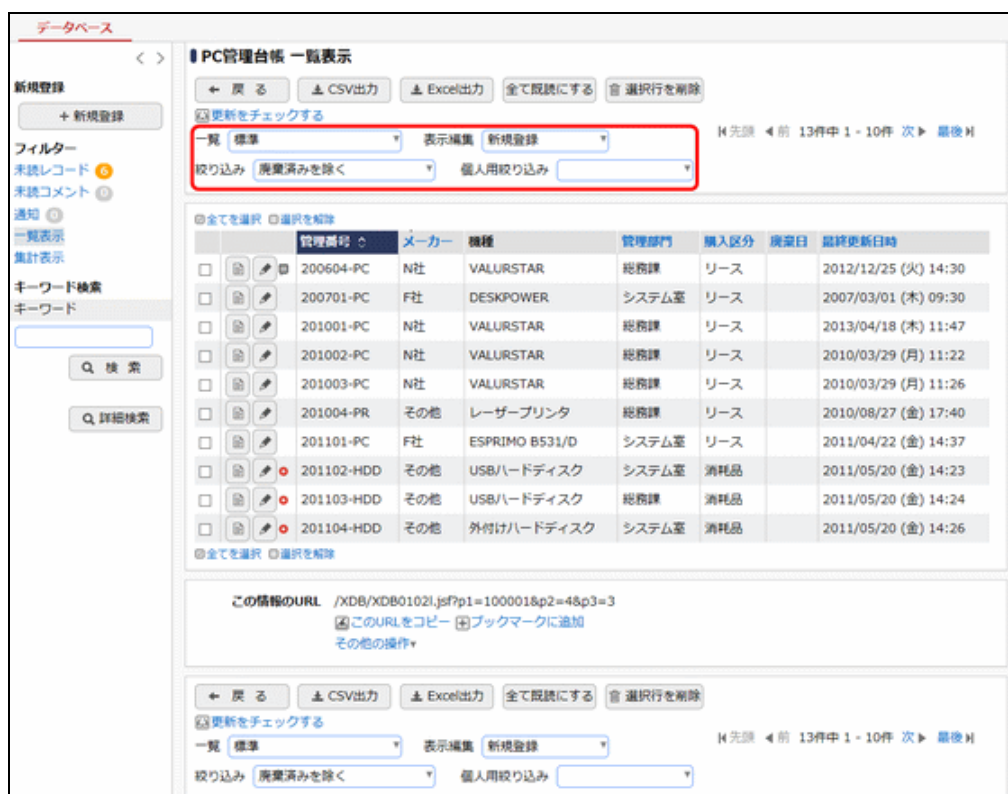 データベース
新規登録
+ 新規登録
フィルター
未読レコード 6
未読コメント 0
通知 0
一覧表示
集計表示
キーワード検索
キーワード
検 索
詳細検索
PC管理台帳 一覧表示
戻 る CSV出力 Excel出力 全て既読にする 選択行を削除
更新をチェックする
一覧 標準 表示編集 新規登録
先頭 前 13件中 1 - 10件 次 最後
絞り込み 廃棄済みを除く 個人用絞り込み
全てを選択 選択を解除
管理番号 メーカー 機種 管理部門 購入区分 廃棄日 最終更新日時
200604-PC N社 VALURSTAR 総務課 リース 2012/12/25 (火) 14:30
200701-PC F社 DESKPOWER システム室 リース 2007/03/01 (木) 09:30
201001-PC N社 VALURSTAR 総務課 リース 2013/04/18 (木) 11:47
201002-PC N社 VALURSTAR 総務課 リース 2010/03/29 (月) 11:22
201003-PC N社 VALURSTAR 総務課 リース 2010/03/29 (月) 11:26
201004-PR その他 レーザープリンタ 総務課 リース 2010/08/27 (金) 17:40
201101-PC F社 ESPRIMO B531/D システム室 リース 2011/04/22 (金) 14:37
201102-HDD その他 USBハードディスク システム室 消耗品 2011/05/20 (金) 14:23
201103-HDD その他 USBハードディスク 総務課 消耗品 2011/05/20 (金) 14:24
201104-HDD その他 外付けハードディスク システム室 消耗品 2011/05/20 (金) 14:26
全てを選択 選択を解除
この情報のURL /XDB/XDB0102l.jsf?p1=100001&p2=4&p3=3
このURLをコピー ブックマークに追加
その他の操作
戻 る CSV出力 Excel出力 全て既読にする 選択行を削除
更新をチェックする
一覧 標準 表示編集 新規登録
先頭 前 13件中 1 - 10件 次 最後
絞り込み 廃棄済みを除く 個人用絞り込み